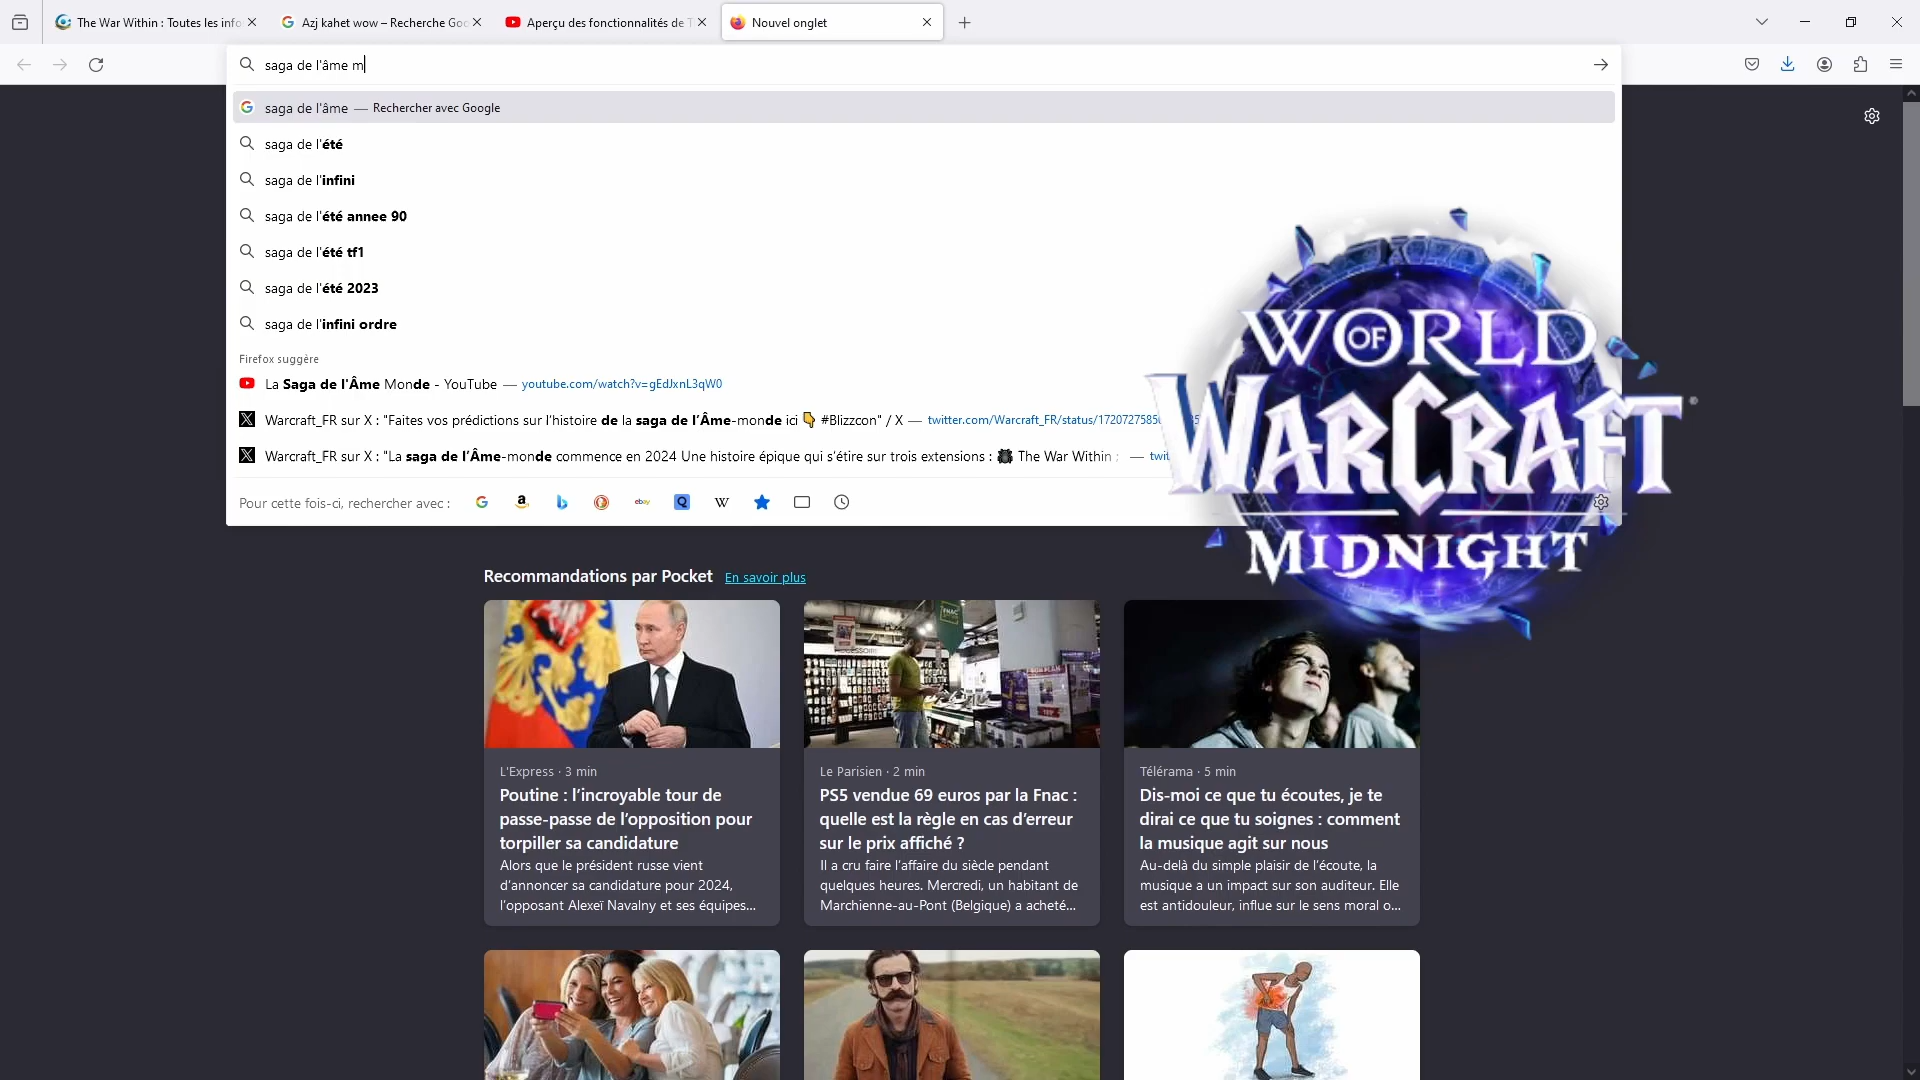 The War Within : Toutes les info
Azj kahet wow – Recherche Goo
Aperçu des fonctionnalités de T
Nouvel onglet
saga de l'âme m
saga de l'âme — Rechercher avec Google
saga de l'été
saga de l'infini
saga de l'été annee 90
saga de l'été tf1
saga de l'été 2023
saga de l'infini ordre
Firefox suggère
La Saga de l'Âme Monde - YouTube — youtube.com/watch?v=gEdJxnL3qW0
Warcraft_FR sur X : "Faites vos prédictions sur l’histoire de la saga de l’Âme-monde ici 👇 #Blizzcon" / X — twitter.com/Warcraft_FR/status/172072758
Warcraft_FR sur X : "La saga de l’Âme-monde commence en 2024 Une histoire épique qui s’étire sur trois extensions : The War Within : — twit
Pour cette fois-ci, rechercher avec :
ebay
WORLD
OF
WARCRAFT
MIDNIGHT
Recommandations par Pocket En savoir plus
FNAC
L'Express · 3 min
Poutine : l’incroyable tour de
passe-passe de l’opposition pour
torpiller sa candidature
Alors que le président russe vient
d’annoncer sa candidature pour 2024,
l’opposant Alexeï Navalny et ses équipes…
Le Parisien · 2 min
PS5 vendue 69 euros par la Fnac :
quelle est la règle en cas d’erreur
sur le prix affiché ?
Il a cru faire l’affaire du siècle pendant
quelques heures. Mercredi, un habitant de
Marchienne-au-Pont (Belgique) a acheté…
Télérama · 5 min
Dis-moi ce que tu écoutes, je te
dirai ce que tu soignes : comment
la musique agit sur nous
Au-delà du simple plaisir de l’écoute, la
musique a un impact sur son auditeur. Elle
est antidouleur, influe sur le sens moral o…